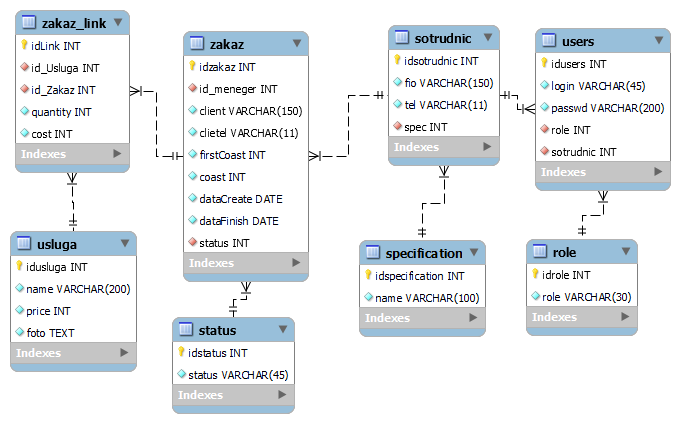 zakaz_link
idLink INT
id_Usluga INT
id_Zakaz INT
quantity INT
cost INT
Indexes
zakaz
idzakaz INT
id_meneger INT
client VARCHAR(150)
clietel VARCHAR(11)
firstCoast INT
coast INT
dataCreate DATE
dataFinish DATE
status INT
Indexes
sotrudnic
idsotrudnic INT
fio VARCHAR(150)
tel VARCHAR(11)
spec INT
Indexes
users
idusers INT
login VARCHAR(45)
passwd VARCHAR(200)
role INT
sotrudnic INT
Indexes
usluga
idusluga INT
name VARCHAR(200)
price INT
foto TEXT
Indexes
status
idstatus INT
status VARCHAR(45)
Indexes
specification
idspecification INT
name VARCHAR(100)
Indexes
role
idrole INT
role VARCHAR(30)
Indexes